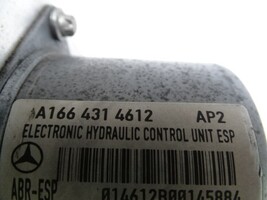 A166 431 4612 AP2
ELECTRONIC HYDRAULIC CONTROL UNIT ESP
ABR-ESP 014612B00145884